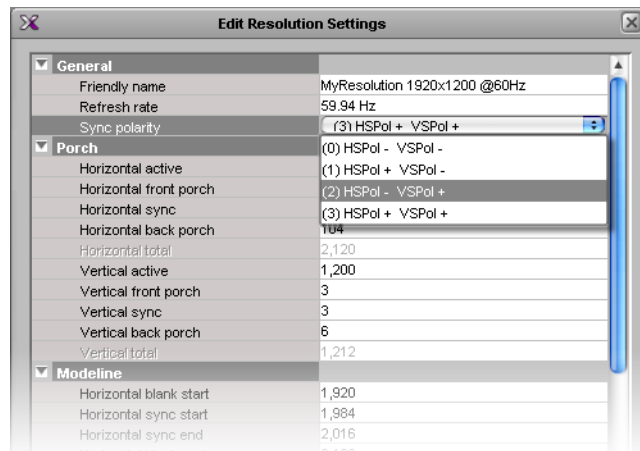 Edit Resolution Settings
General
Friendly name MyResolution 1920x1200 @60Hz
Refresh rate 59.94 Hz
Sync polarity (3) HSPol + VSPol +
Porch (0) HSPol - VSPol -
Horizontal active (1) HSPol + VSPol -
Horizontal front porch (2) HSPol - VSPol +
Horizontal sync (3) HSPol + VSPol +
Horizontal back porch 104
Horizontal total 2,120
Vertical active 1,200
Vertical front porch 3
Vertical sync 3
Vertical back porch 6
Vertical total 1,212
Modeline
Horizontal blank start 1,920
Horizontal sync start 1,984
Horizontal sync end 2,016